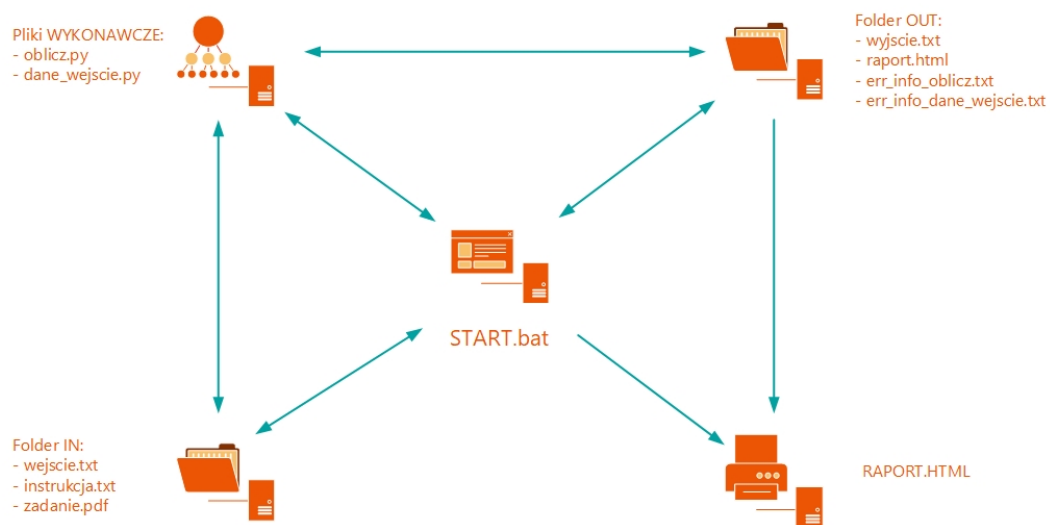 Pliki WYKONAWCZE:
- oblicz.py
- dane_wejscie.py
Folder OUT:
- wyjscie.txt
- raport.html
- err_info_oblicz.txt
- err_info_dane_wejscie.txt
START.bat
Folder IN:
- wejscie.txt
- instrukcja.txt
- zadanie.pdf
RAPORT.HTML